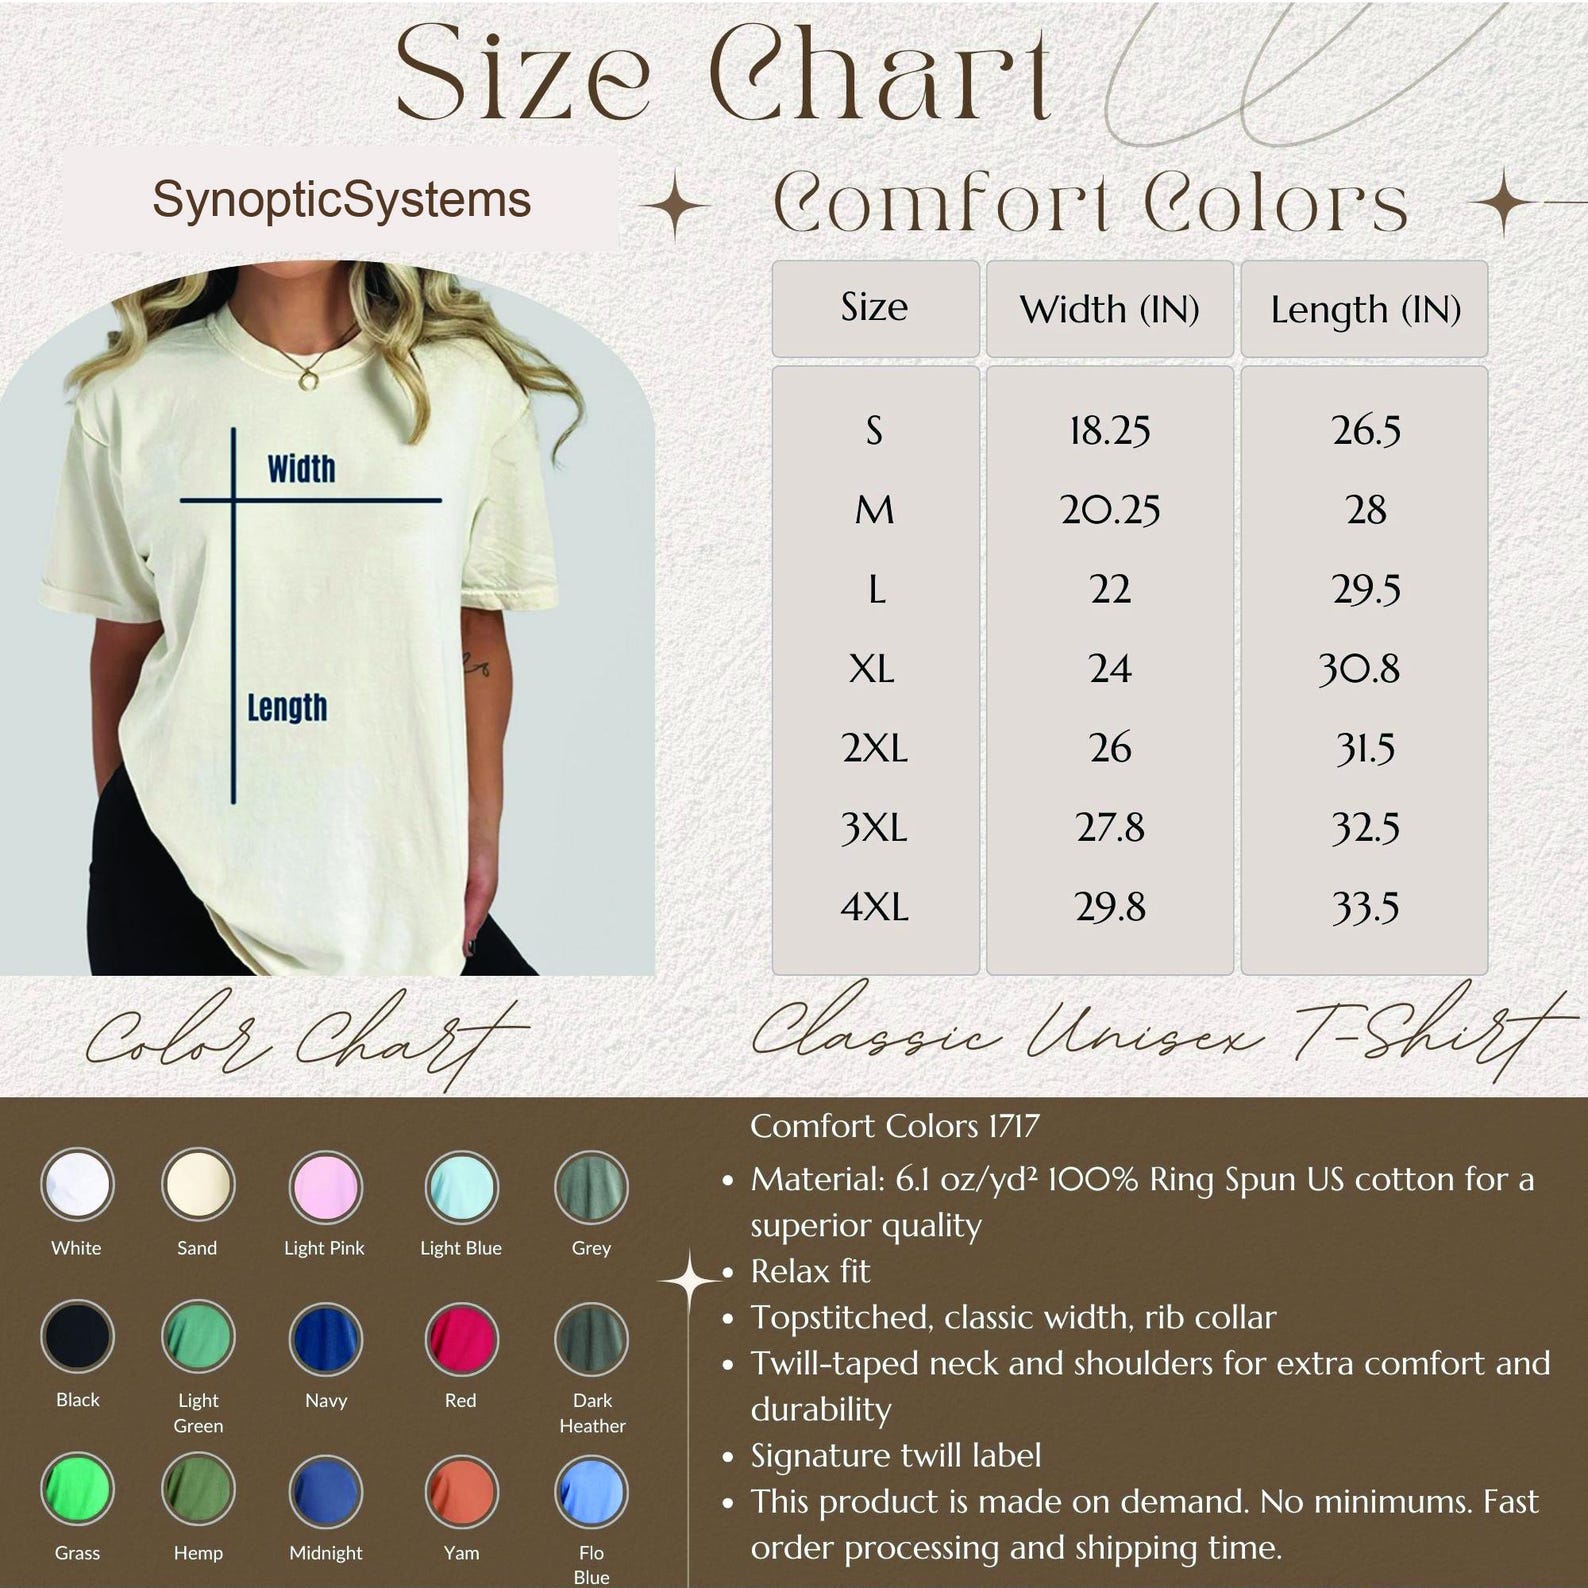 Size Chart
SynopticSystems
Comfort Colors
Size Width (IN) Length (IN)
S 18.25 26.5
M 20.25 28
L 22 29.5
XL 24 30.8
2XL 26 31.5
3XL 27.8 32.5
4XL 29.8 33.5
Width
Length
Color Chart
Classic Unisex T-Shirt
White Sand Light Pink Light Blue Grey
Black Light Green Navy Red Dark Heather
Grass Hemp Midnight Yam Flo Blue
Comfort Colors 1717
• Material: 6.1 oz/yd² 100% Ring Spun US cotton for a
superior quality
• Relax fit
• Topstitched, classic width, rib collar
• Twill-taped neck and shoulders for extra comfort and
durability
• Signature twill label
• This product is made on demand. No minimums. Fast
order processing and shipping time.